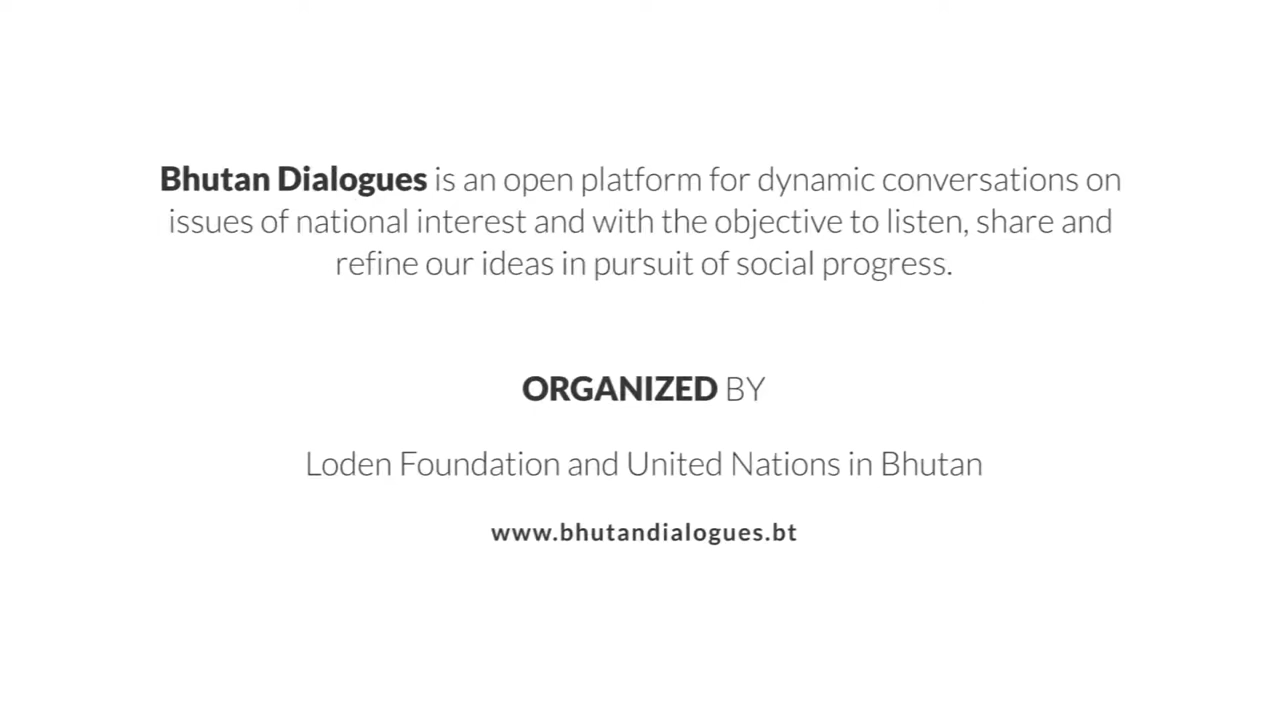 Bhutan Dialogues is an open platform for dynamic conversations on
issues of national interest and with the objective to listen, share and
refine our ideas in pursuit of social progress.
ORGANIZED BY
Loden Foundation and United Nations in Bhutan
www.bhutandialogues.bt